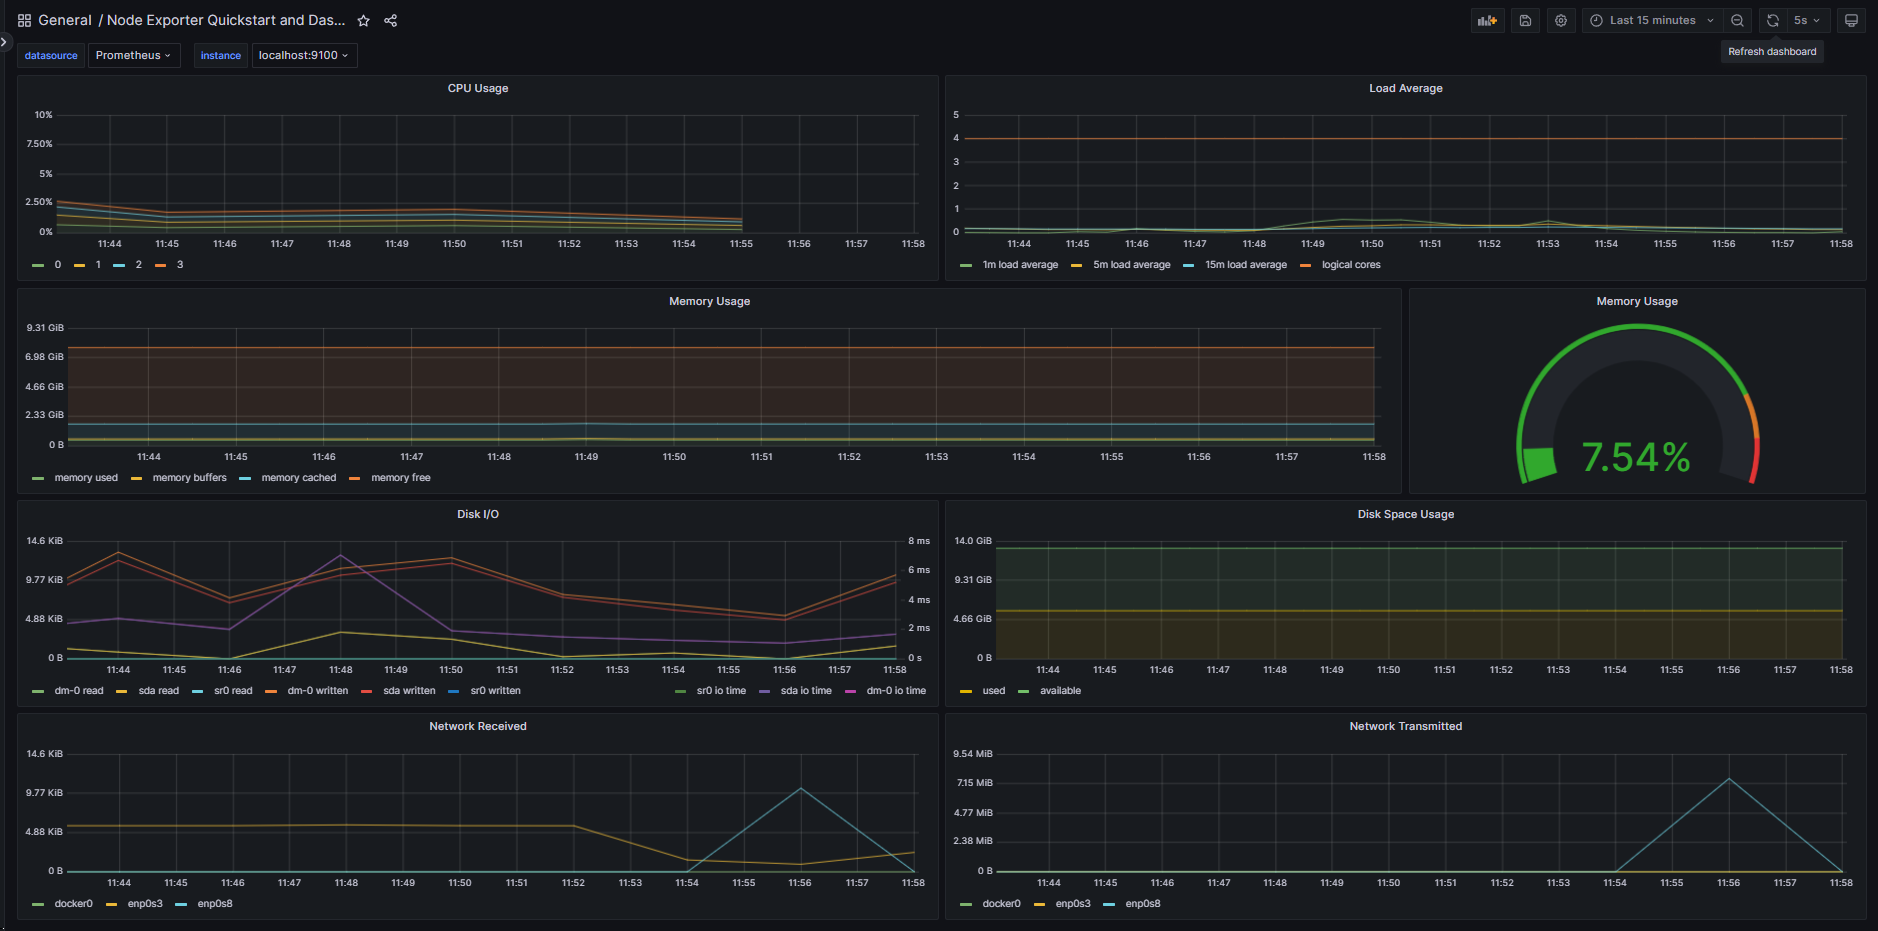 General / Node Exporter Quickstart and Das...
Last 15 minutes
5s
Refresh dashboard
datasource Prometheus instance localhost:9100
CPU Usage
10%
7.50%
5%
2.50%
0%
11:44 11:45 11:46 11:47 11:48 11:49 11:50 11:51 11:52 11:53 11:54 11:55 11:56 11:57 11:58
0 1 2 3
Load Average
5
4
3
2
1
0
11:44 11:45 11:46 11:47 11:48 11:49 11:50 11:51 11:52 11:53 11:54 11:55 11:56 11:57 11:58
1m load average 5m load average 15m load average logical cores
Memory Usage
9.31 GiB
6.98 GiB
4.66 GiB
2.33 GiB
0 B
11:44 11:45 11:46 11:47 11:48 11:49 11:50 11:51 11:52 11:53 11:54 11:55 11:56 11:57 11:58
memory used memory buffers memory cached memory free
Memory Usage
7.54%
Disk I/O
14.6 KiB
9.77 KiB
4.88 KiB
0 B
8 ms
6 ms
4 ms
2 ms
0 s
11:44 11:45 11:46 11:47 11:48 11:49 11:50 11:51 11:52 11:53 11:54 11:55 11:56 11:57 11:58
dm-0 read sda read sr0 read dm-0 written sda written sr0 written sr0 io time sda io time dm-0 io time
Disk Space Usage
14.0 GiB
9.31 GiB
4.66 GiB
0 B
11:44 11:45 11:46 11:47 11:48 11:49 11:50 11:51 11:52 11:53 11:54 11:55 11:56 11:57 11:58
used available
Network Received
14.6 KiB
9.77 KiB
4.88 KiB
0 B
11:44 11:45 11:46 11:47 11:48 11:49 11:50 11:51 11:52 11:53 11:54 11:55 11:56 11:57 11:58
docker0 enp0s3 enp0s8
Network Transmitted
9.54 MiB
7.15 MiB
4.77 MiB
2.38 MiB
0 B
11:44 11:45 11:46 11:47 11:48 11:49 11:50 11:51 11:52 11:53 11:54 11:55 11:56 11:57 11:58
docker0 enp0s3 enp0s8